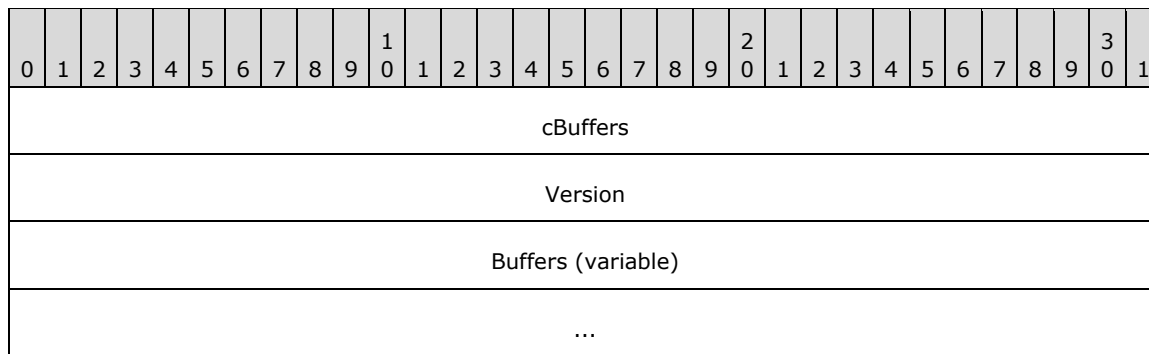 1 2 3
0 1 2 3 4 5 6 7 8 9 0 1 2 3 4 5 6 7 8 9 0 1 2 3 4 5 6 7 8 9 0 1
cBuffers
Version
Buffers (variable)
...